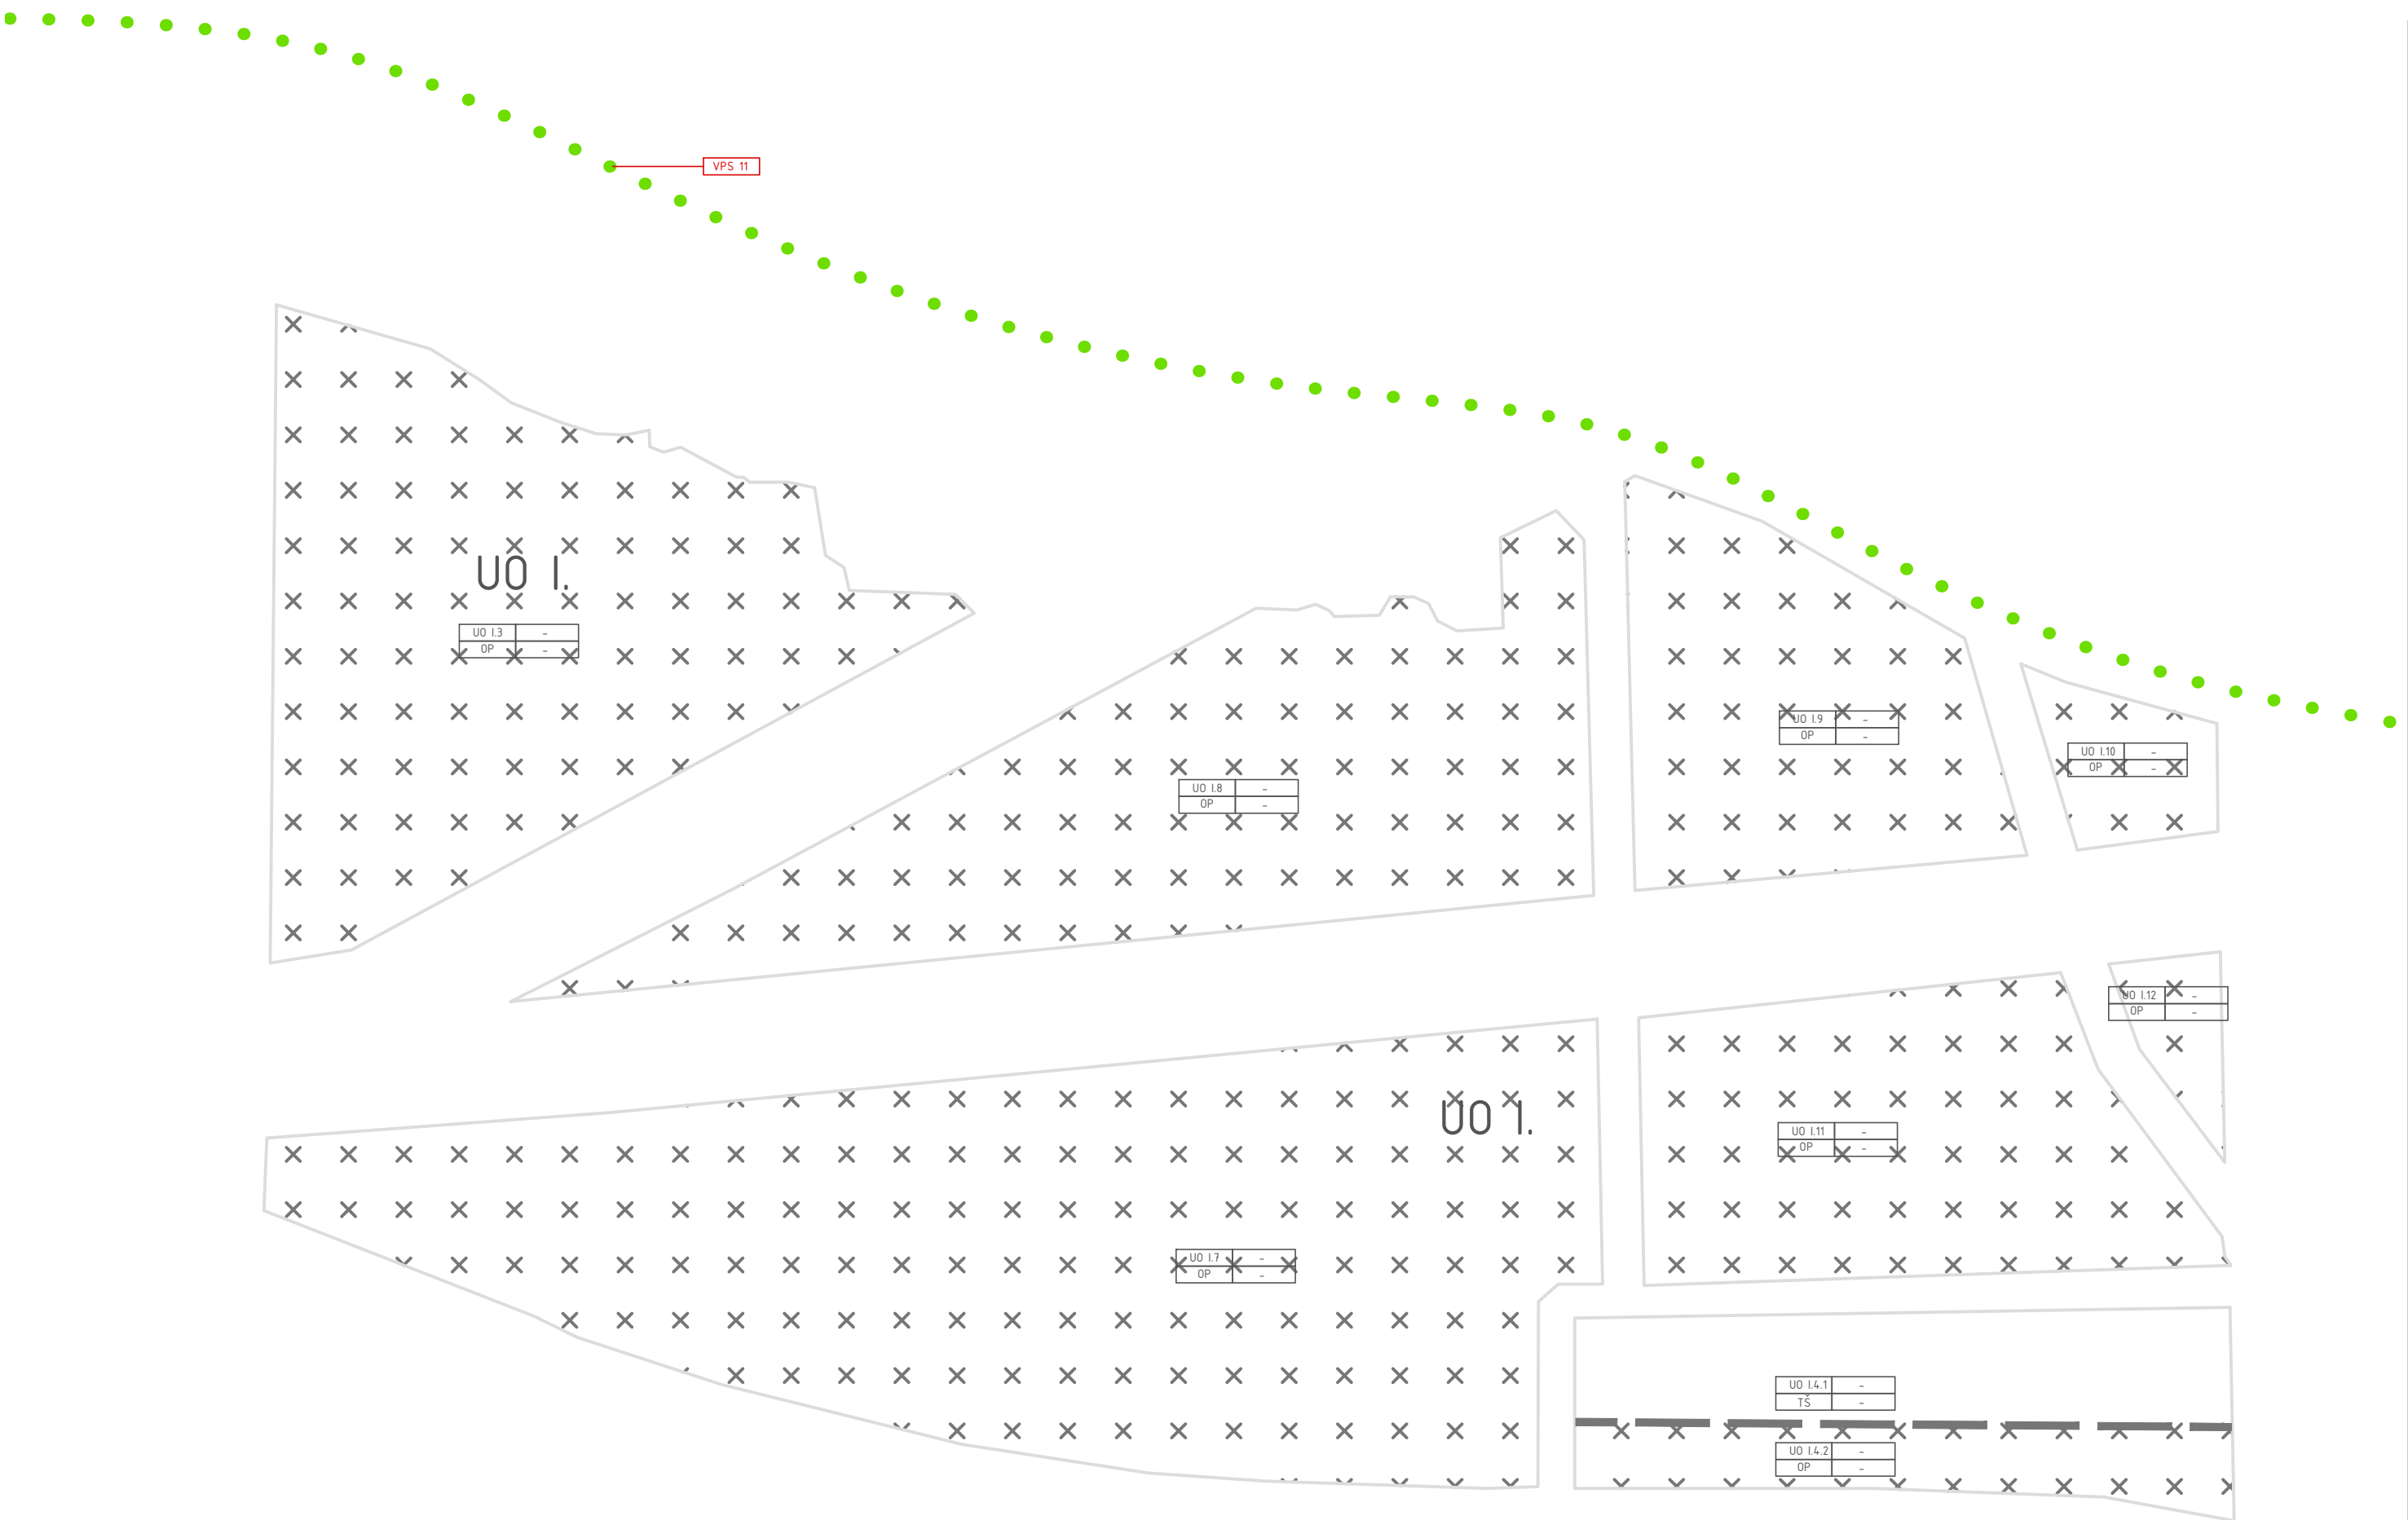 VPS 11
UO I.
UO I.3 -
OP -
UO I.9 -
OP -
UO I.10 -
OP -
UO I.8 -
OP -
UO I.12 -
OP -
UO I.
UO I.11 -
OP -
UO I.7 -
OP -
UO I.4.1 -
TŠ -
UO I.4.2 -
OP -